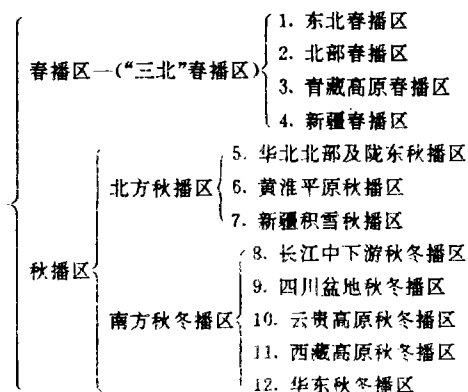 1. 东北春播区
2. 北部春播区
春播区—(“三北”春播区)
3. 青藏高原春播区
4. 新疆春播区
5. 华北北部及陇东秋播区
北方秋播区
6. 黄淮平原秋播区
7. 新疆积雪秋播区
秋播区
8. 长江中下游秋冬播区
9. 四川盆地秋冬播区
南方秋冬播区
10. 云贵高原秋冬播区
11. 西藏高原秋冬播区
12. 华东秋冬播区